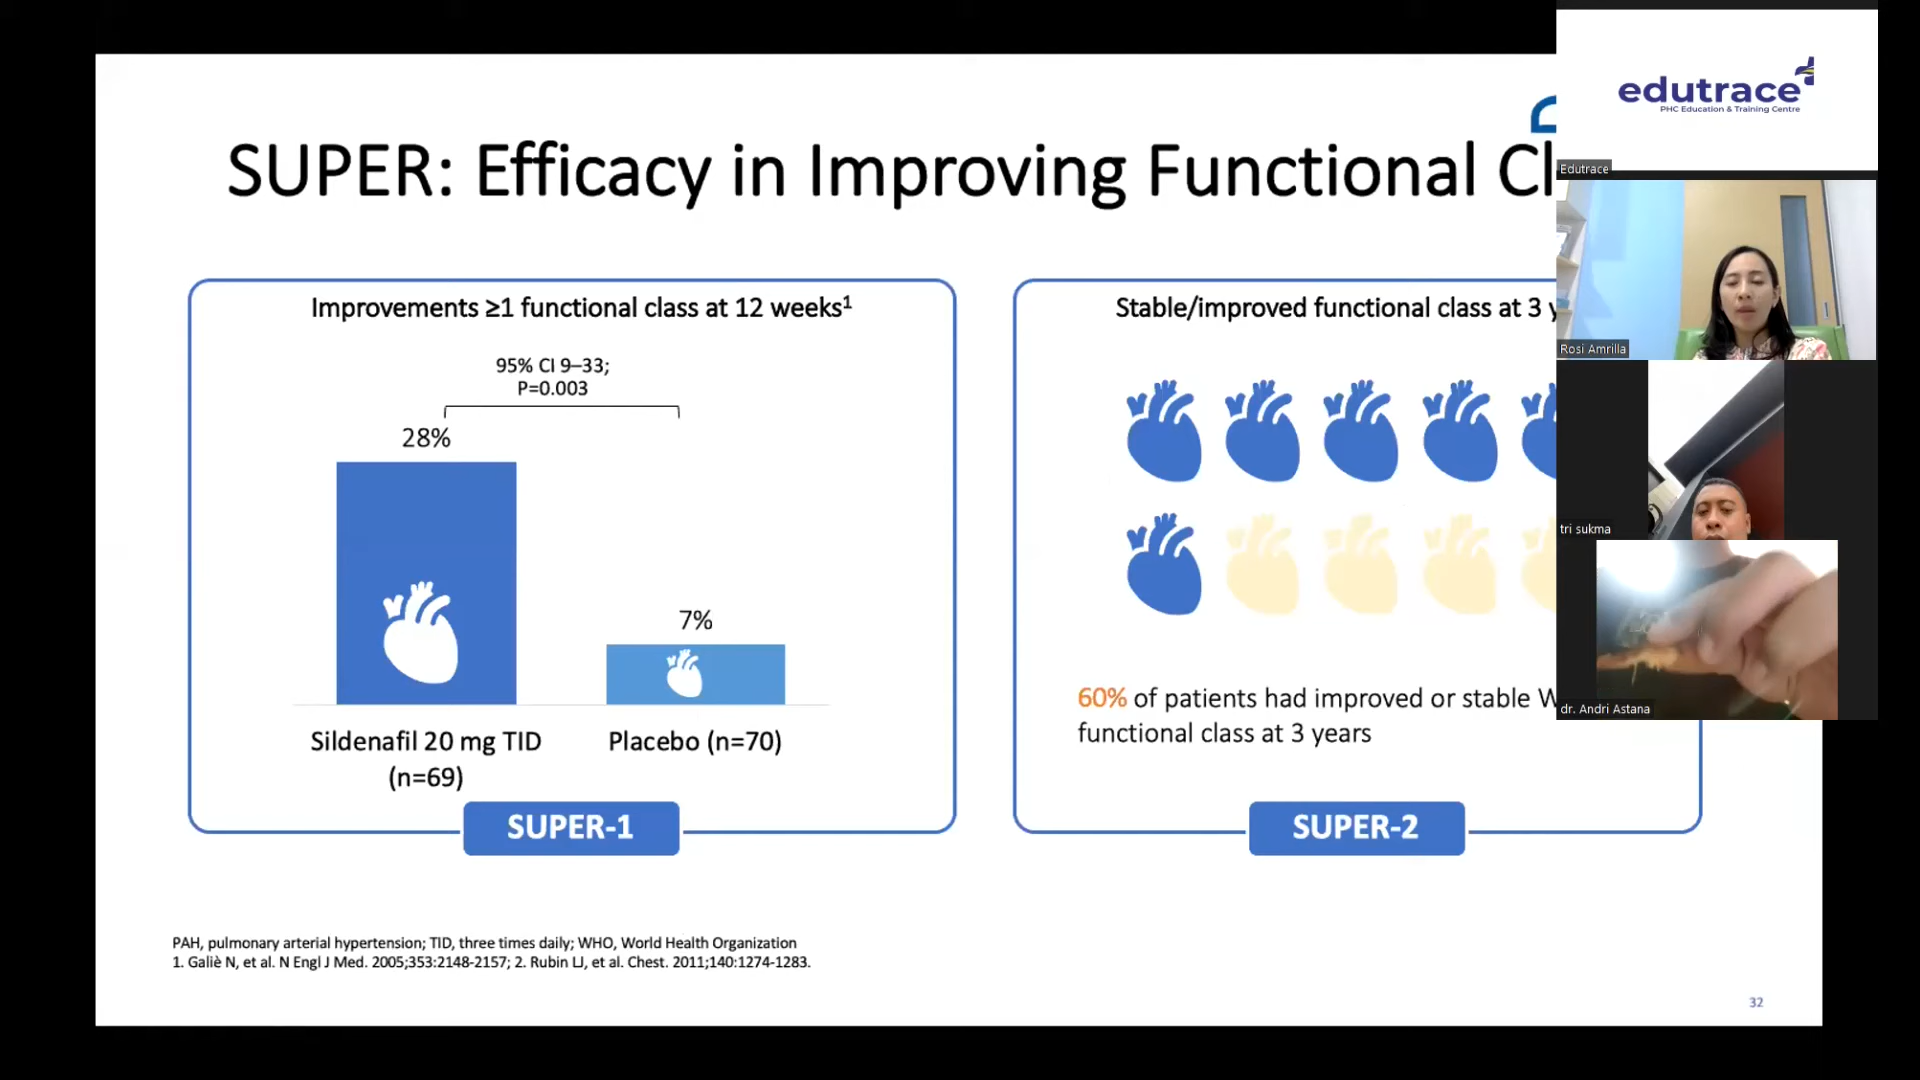 SUPER: Efficacy in Improving Functional
Improvements ≥1 functional class at 12 weeks¹
95% CI 9–33;
P=0.003
28%
7%
Sildenafil 20 mg TID
(n=69)
Placebo (n=70)
SUPER-1
Stable/improved functional class at 3
60% of patients had improved or stable
functional class at 3 years
SUPER-2
PAH, pulmonary arterial hypertension; TID, three times daily; WHO, World Health Organization
1. Galiè N, et al. N Engl J Med. 2005;353:2148-2157; 2. Rubin LJ, et al. Chest. 2011;140:1274-1283.
32
edutrace
PHC Education & Training Centre
Edutrace
Rosi Amrilla
tri sukma
dr. Andri Astana